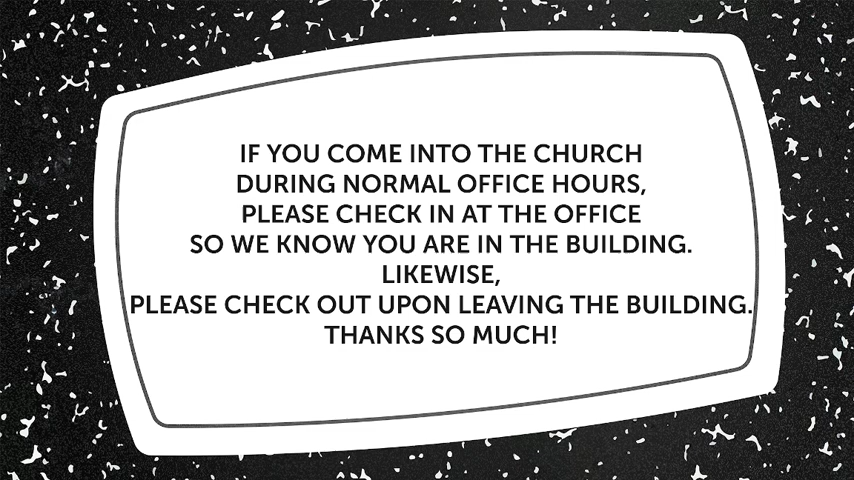 IF YOU COME INTO THE CHURCH
DURING NORMAL OFFICE HOURS,
PLEASE CHECK IN AT THE OFFICE
SO WE KNOW YOU ARE IN THE BUILDING.
LIKEWISE,
PLEASE CHECK OUT UPON LEAVING THE BUILDING.
THANKS SO MUCH!